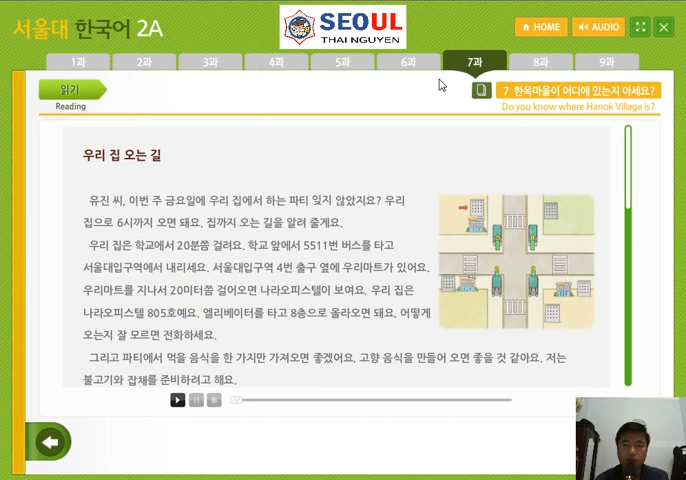 서울대 한국어 2A
SEOUL
THAI NGUYEN
HOME
AUDIO
1과
2과
3과
4과
5과
6과
7과
8과
9과
읽기
Reading
7 한옥마을이 어디에 있는지 아세요?
Do you know where Hanok Village is?
우리 집 오는 길
유진 씨, 이번 주 금요일에 우리 집에서 하는 파티 잊지 않았지요? 우리
집으로 6시까지 오면 돼요. 집까지 오는 길을 알려 줄게요.
우리 집은 학교에서 20분쯤 걸려요. 학교 앞에서 5511번 버스를 타고
서울대입구역에서 내리세요. 서울대입구역 4번 출구 옆에 우리마트가 있어요.
우리마트를 지나서 20미터쯤 걸어오면 나라오피스텔이 보여요. 우리 집은
나라오피스텔 805호예요. 엘리베이터를 타고 8층으로 올라오면 돼요. 어떻게
오는지 잘 모르면 전화하세요.
그리고 파티에서 먹을 음식을 한 가지만 가져오면 좋겠어요. 고향 음식을 만들어 오면 좋을 것 같아요. 저는
불고기와 잡채를 준비하려고 해요.